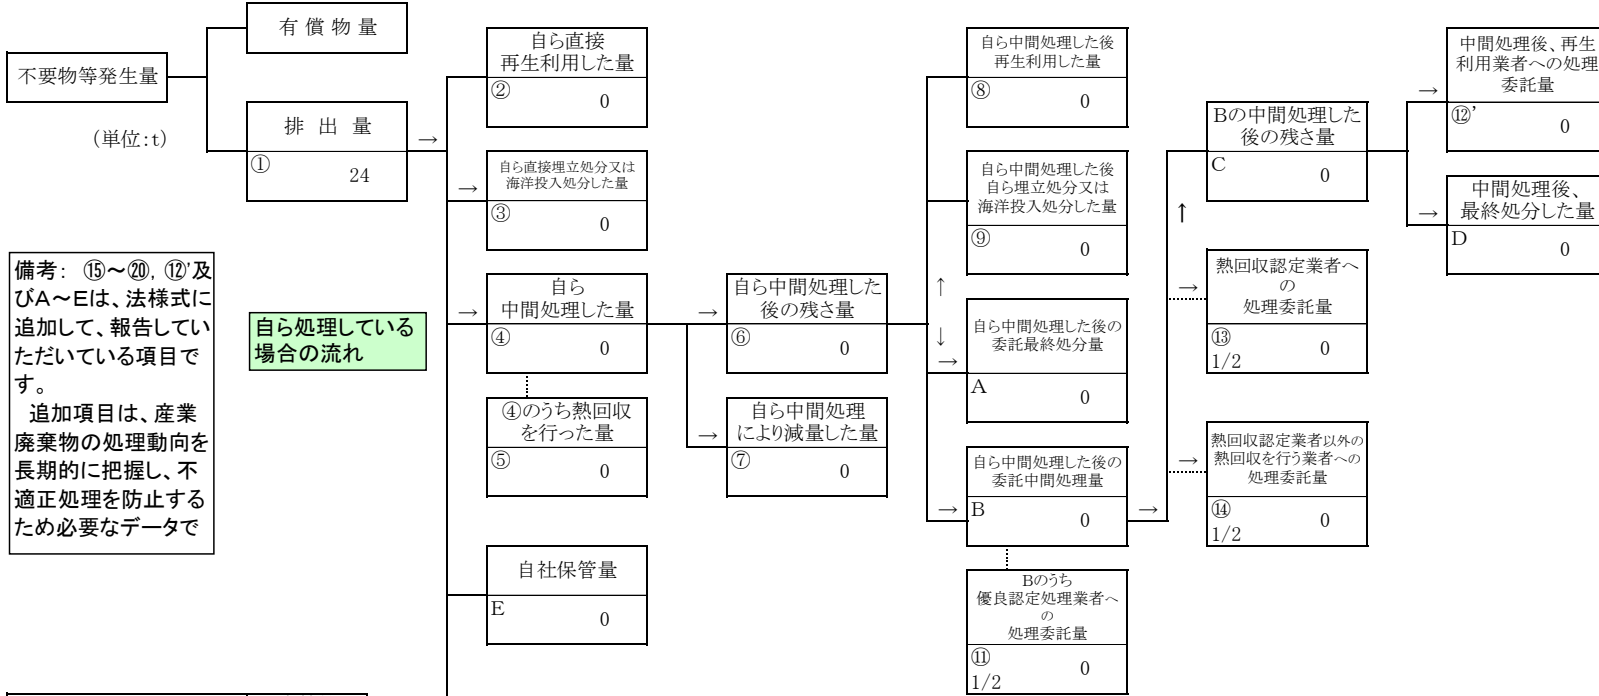 有 償 物 量
不要物等発生量
（単位:t）
排 出 量
①
24
→
備考: ⑮～⑳, ⑫'及
びA～Eは、法様式に
追加して、報告してい
ただいている項目で
す。
追加項目は、産業
廃棄物の処理動向を
長期的に把握し、不
適正処理を防止する
ため必要なデータで
自ら処理している
場合の流れ
自ら直接
再生利用した量
②
0
→
自ら直接埋立処分又は
海洋投入処分した量
③
0
→
自ら
中間処理した量
④
0
④のうち熱回収
を行った量
⑤
0
自社保管量
E
0
→
自ら中間処理した
後の残さ量
⑥
0
→
自ら中間処理
により減量した量
⑦
0
自ら中間処理した後
再生利用した量
⑧
0
自ら中間処理した後
自ら埋立処分又は
海洋投入処分した量
⑨
0
↑
↓
→
自ら中間処理した後の
委託最終処分量
A
0
→
自ら中間処理した後の
委託中間処理量
B
0
→
Bのうち
優良認定処理業者へ
の
処理委託量
⑪
1/2
0
↑
Bの中間処理した
後の残さ量
C
0
→
熱回収認定業者へ
の
処理委託量
⑬
1/2
0
→
熱回収認定業者以外の
熱回収を行う業者への
処理委託量
⑭
1/2
0
→
中間処理後、再生
利用業者への処理
委託量
⑫'
0
→
中間処理後、
最終処分した量
D
0